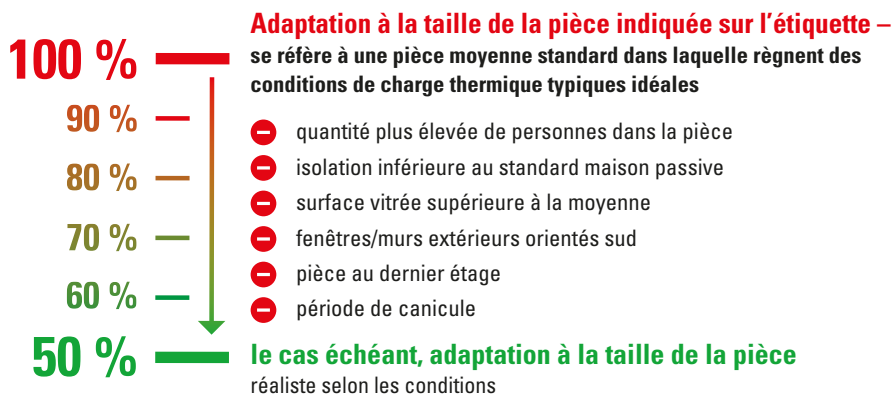 Adaptation à la taille de la pièce indiquée sur l'étiquette –
100 %
se réfère à une pièce moyenne standard dans laquelle règnent des
conditions de charge thermique typiques idéales
90 %
quantité plus élevée de personnes dans la pièce
isolation inférieure au standard maison passive
80 %
surface vitrée supérieure à la moyenne
70 %
fenêtres/murs extérieurs orientés sud
pièce au dernier étage
60 %
période de canicule
50 %
le cas échéant, adaptation à la taille de la pièce
réaliste selon les conditions